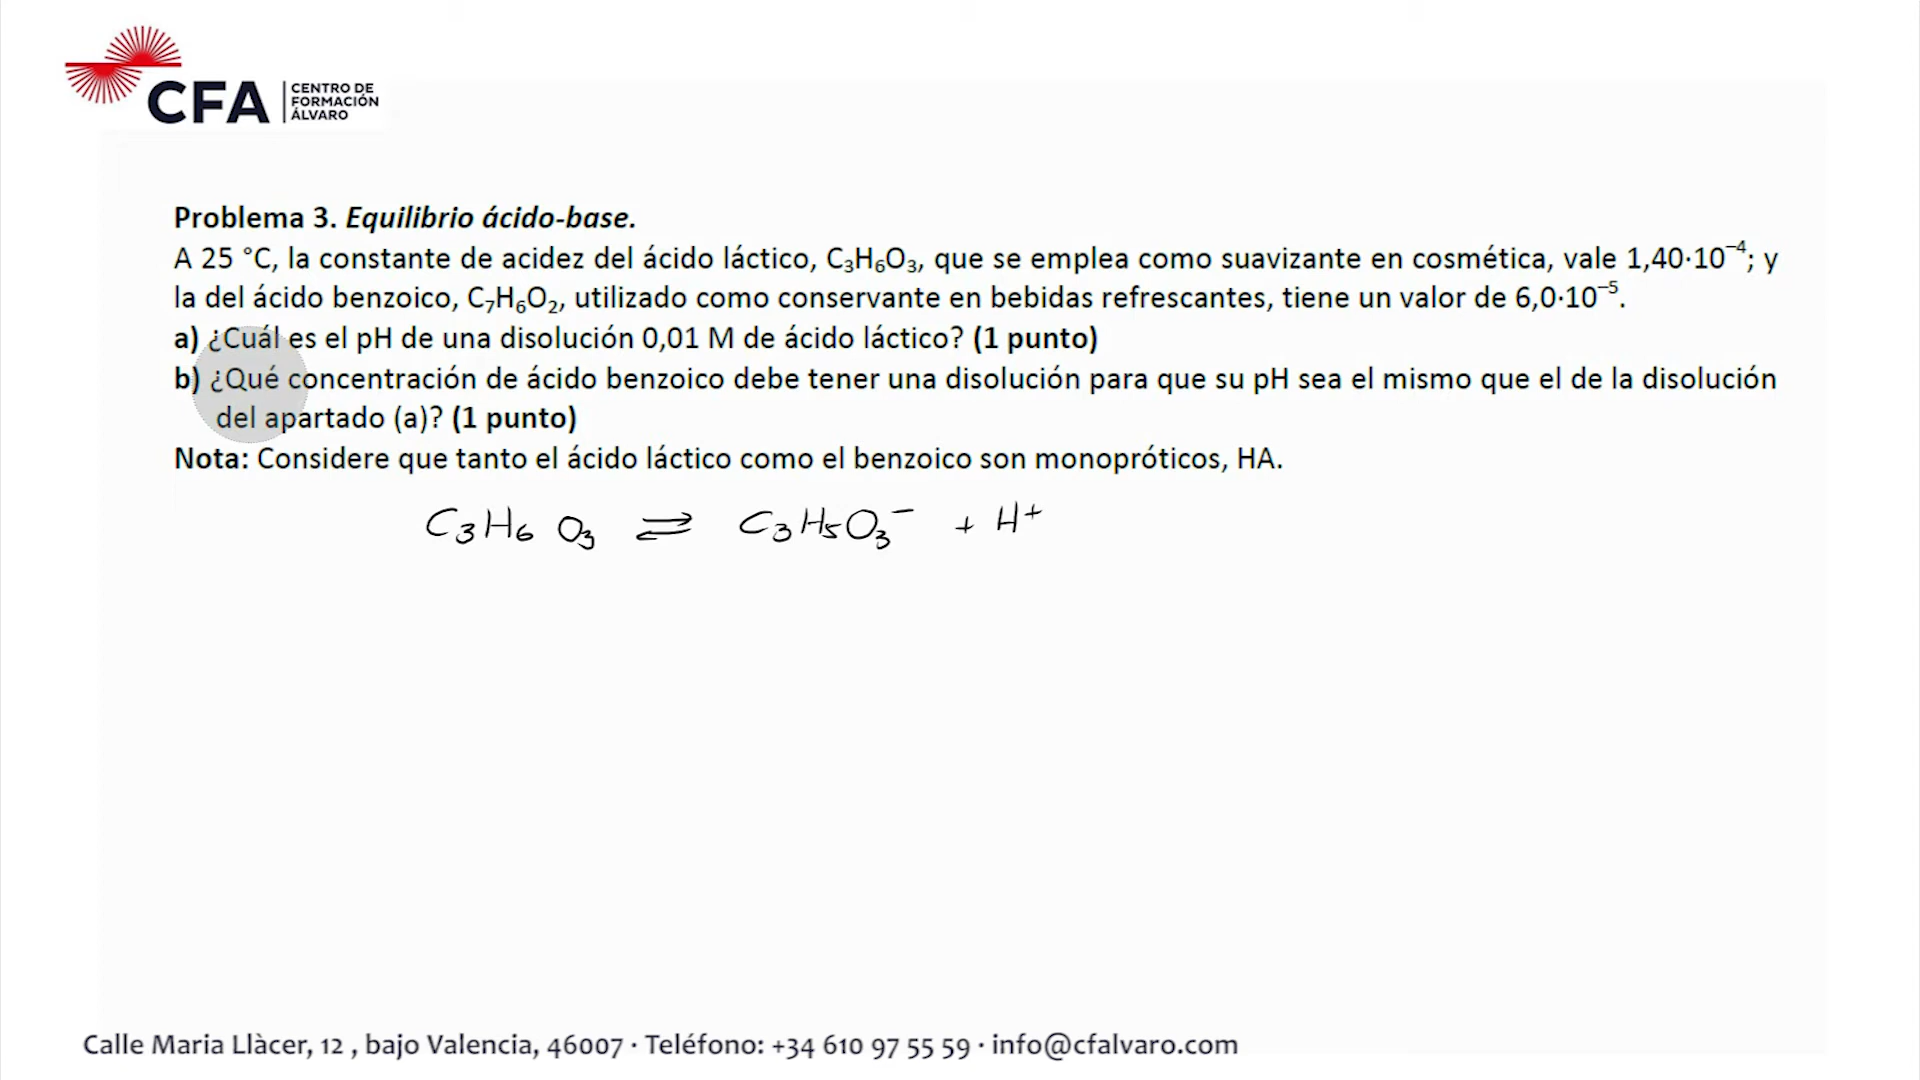 CFA
CENTRO DE
FORMACIÓN
ÁLVARO
Problema 3. Equilibrio ácido-base.
A 25 °C, la constante de acidez del ácido láctico, C₃H₆O₃, que se emplea como suavizante en cosmética, vale 1,40·10⁻⁴; y
la del ácido benzoico, C₇H₆O₂, utilizado como conservante en bebidas refrescantes, tiene un valor de 6,0·10⁻⁵.
a) ¿Cuál es el pH de una disolución 0,01 M de ácido láctico? (1 punto)
b) ¿Qué concentración de ácido benzoico debe tener una disolución para que su pH sea el mismo que el de la disolución
del apartado (a)? (1 punto)
Nota: Considere que tanto el ácido láctico como el benzoico son monopróticos, HA.
C₃H₆O₃ ⇌ C₃H₅O₃⁻ + H⁺
Calle Maria Llàcer, 12 , bajo Valencia, 46007 · Teléfono: +34 610 97 55 59 · info@cfalvaro.com